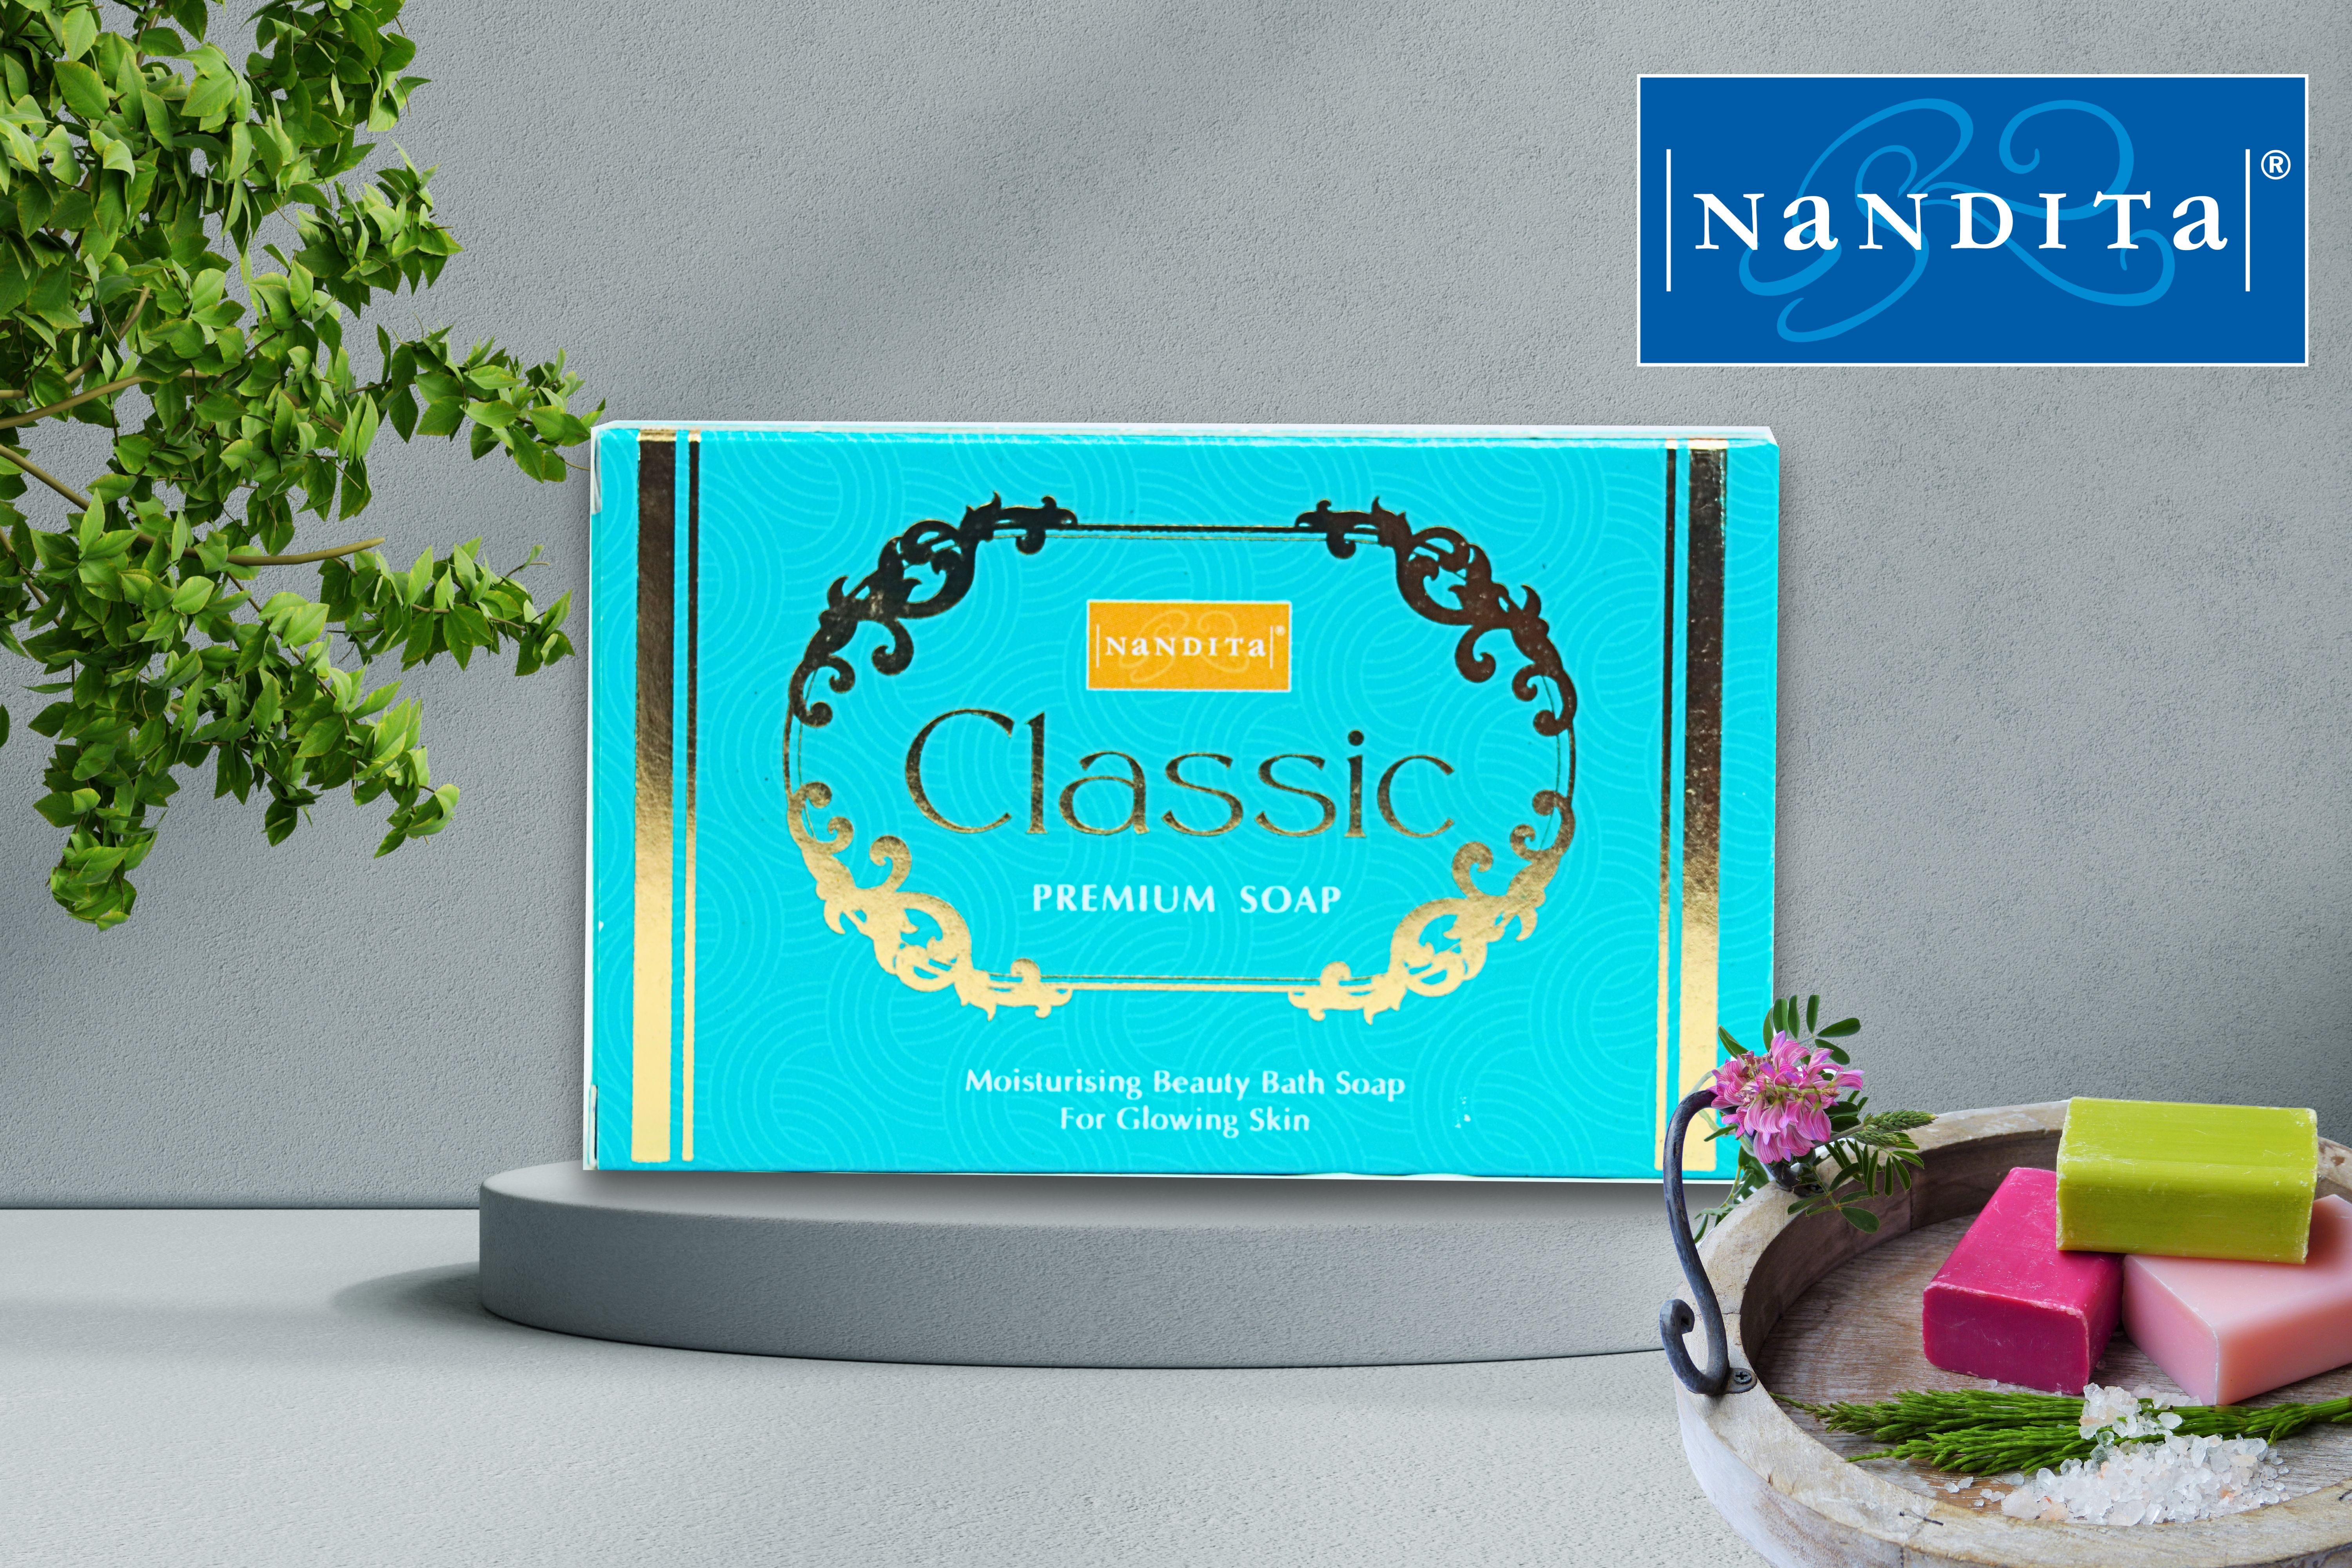 |NaNDITa|®
|NaNDITa|®
Classic
PREMIUM SOAP
Moisturising Beauty Bath Soap
For Glowing Skin